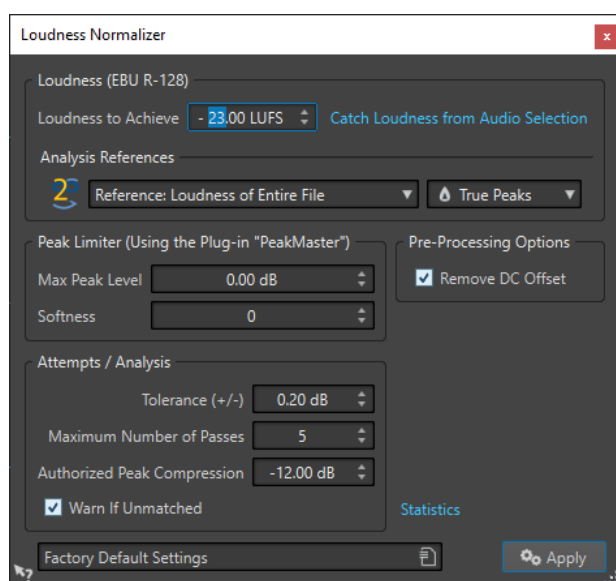 Loudness Normalizer
x
Loudness (EBU R-128)
Loudness to Achieve - 23.00 LUFS Catch Loudness from Audio Selection
Analysis References
2 Reference: Loudness of Entire File True Peaks
Peak Limiter (Using the Plug-in "PeakMaster") Pre-Processing Options
Max Peak Level 0.00 dB Remove DC Offset
Softness 0
Attempts / Analysis
Tolerance (+/-) 0.20 dB
Maximum Number of Passes 5
Authorized Peak Compression -12.00 dB
Warn If Unmatched Statistics
Factory Default Settings Apply
?